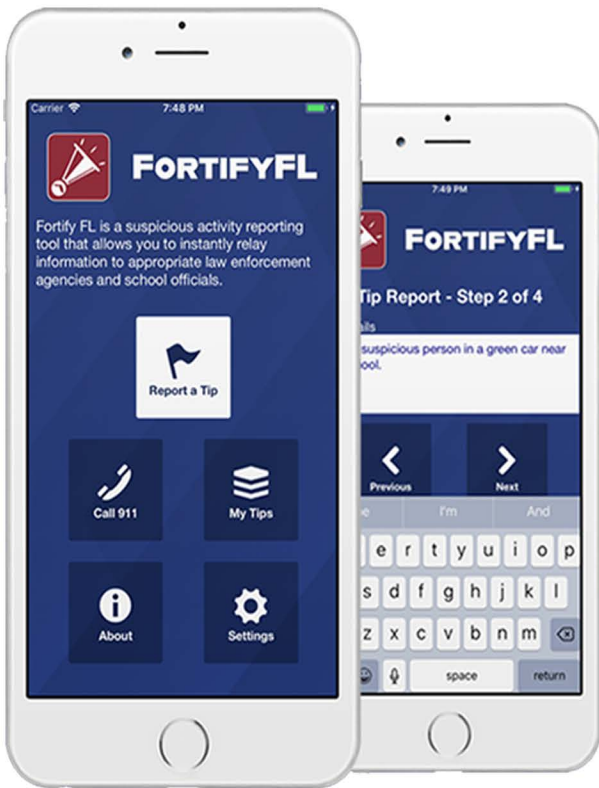 Carrier 7:48 PM
FORTIFYFL
Fortify FL is a suspicious activity reporting
tool that allows you to instantly relay
information to appropriate law enforcement
agencies and school officials.
Report a Tip
Call 911
My Tips
About
Settings
7:49 PM
FORTIFYFL
Tip Report - Step 2 of 4
suspicious person in a green car near
Previous
Next
I'm
And
e r t y u i o p
s d f g h j k l
z x c v b n m
space
return